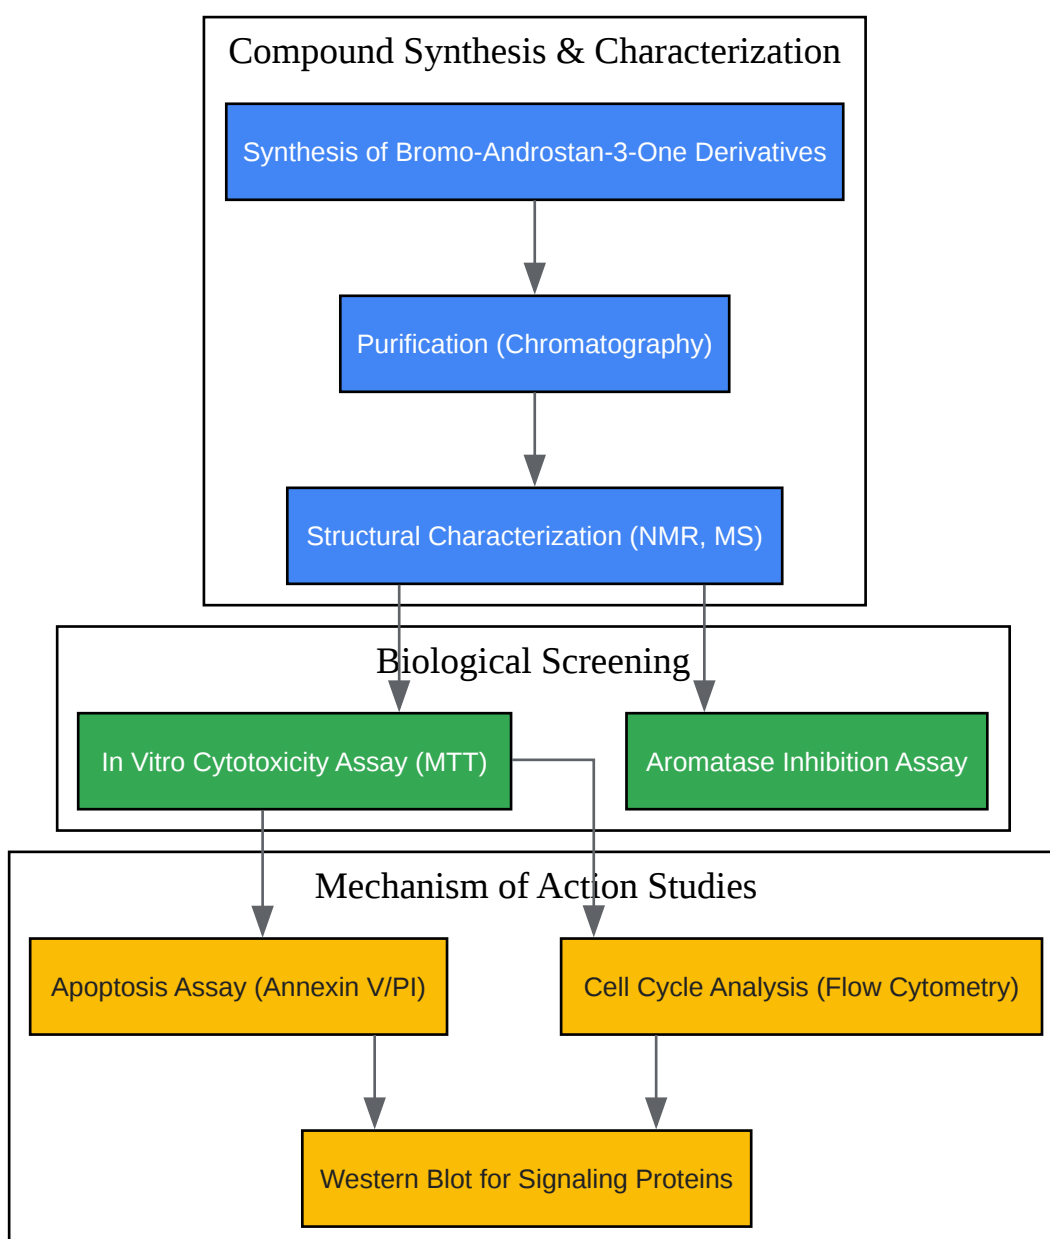 Compound Synthesis & Characterization
Synthesis of Bromo-Androstan-3-One Derivatives
Purification (Chromatography)
Structural Characterization (NMR, MS)
Biological Screening
In Vitro Cytotoxicity Assay (MTT)
Aromatase Inhibition Assay
Mechanism of Action Studies
Apoptosis Assay (Annexin V/PI)
Cell Cycle Analysis (Flow Cytometry)
Western Blot for Signaling Proteins